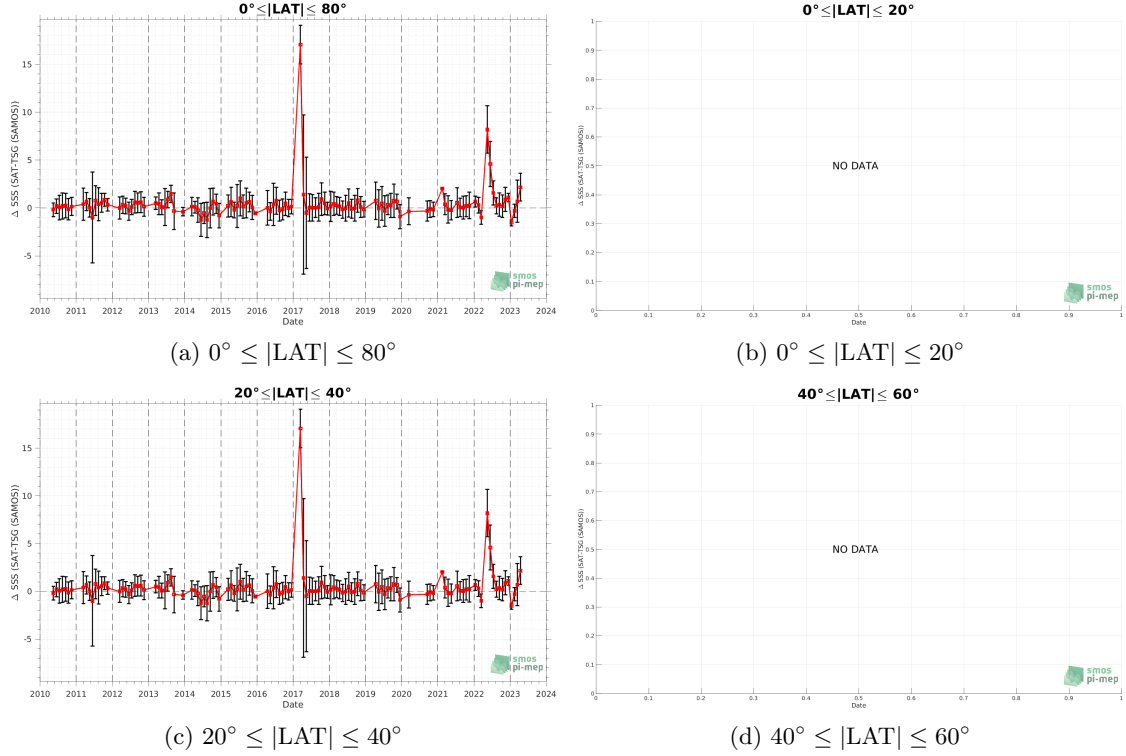 0°≤|LAT|≤ 80°
Δ SSS (SAT-TSG (SAMOS))
15
10
5
0
-5
2010 2011 2012 2013 2014 2015 2016 2017 2018 2019 2020 2021 2022 2023 2024
Date
smos
pi-mep
(a) 0° ≤ |LAT| ≤ 80°
0°≤|LAT|≤ 20°
Δ SSS (SAT-TSG (SAMOS))
1
0.9
0.8
0.7
0.6
0.5
0.4
0.3
0.2
0.1
0
NO DATA
0 0.1 0.2 0.3 0.4 0.5 0.6 0.7 0.8 0.9 1
Date
smos
pi-mep
(b) 0° ≤ |LAT| ≤ 20°
20°≤|LAT|≤ 40°
Δ SSS (SAT-TSG (SAMOS))
15
10
5
0
-5
2010 2011 2012 2013 2014 2015 2016 2017 2018 2019 2020 2021 2022 2023 2024
Date
smos
pi-mep
(c) 20° ≤ |LAT| ≤ 40°
40°≤|LAT|≤ 60°
Δ SSS (SAT-TSG (SAMOS))
1
0.9
0.8
0.7
0.6
0.5
0.4
0.3
0.2
0.1
0
NO DATA
0 0.1 0.2 0.3 0.4 0.5 0.6 0.7 0.8 0.9 1
Date
smos
pi-mep
(d) 40° ≤ |LAT| ≤ 60°